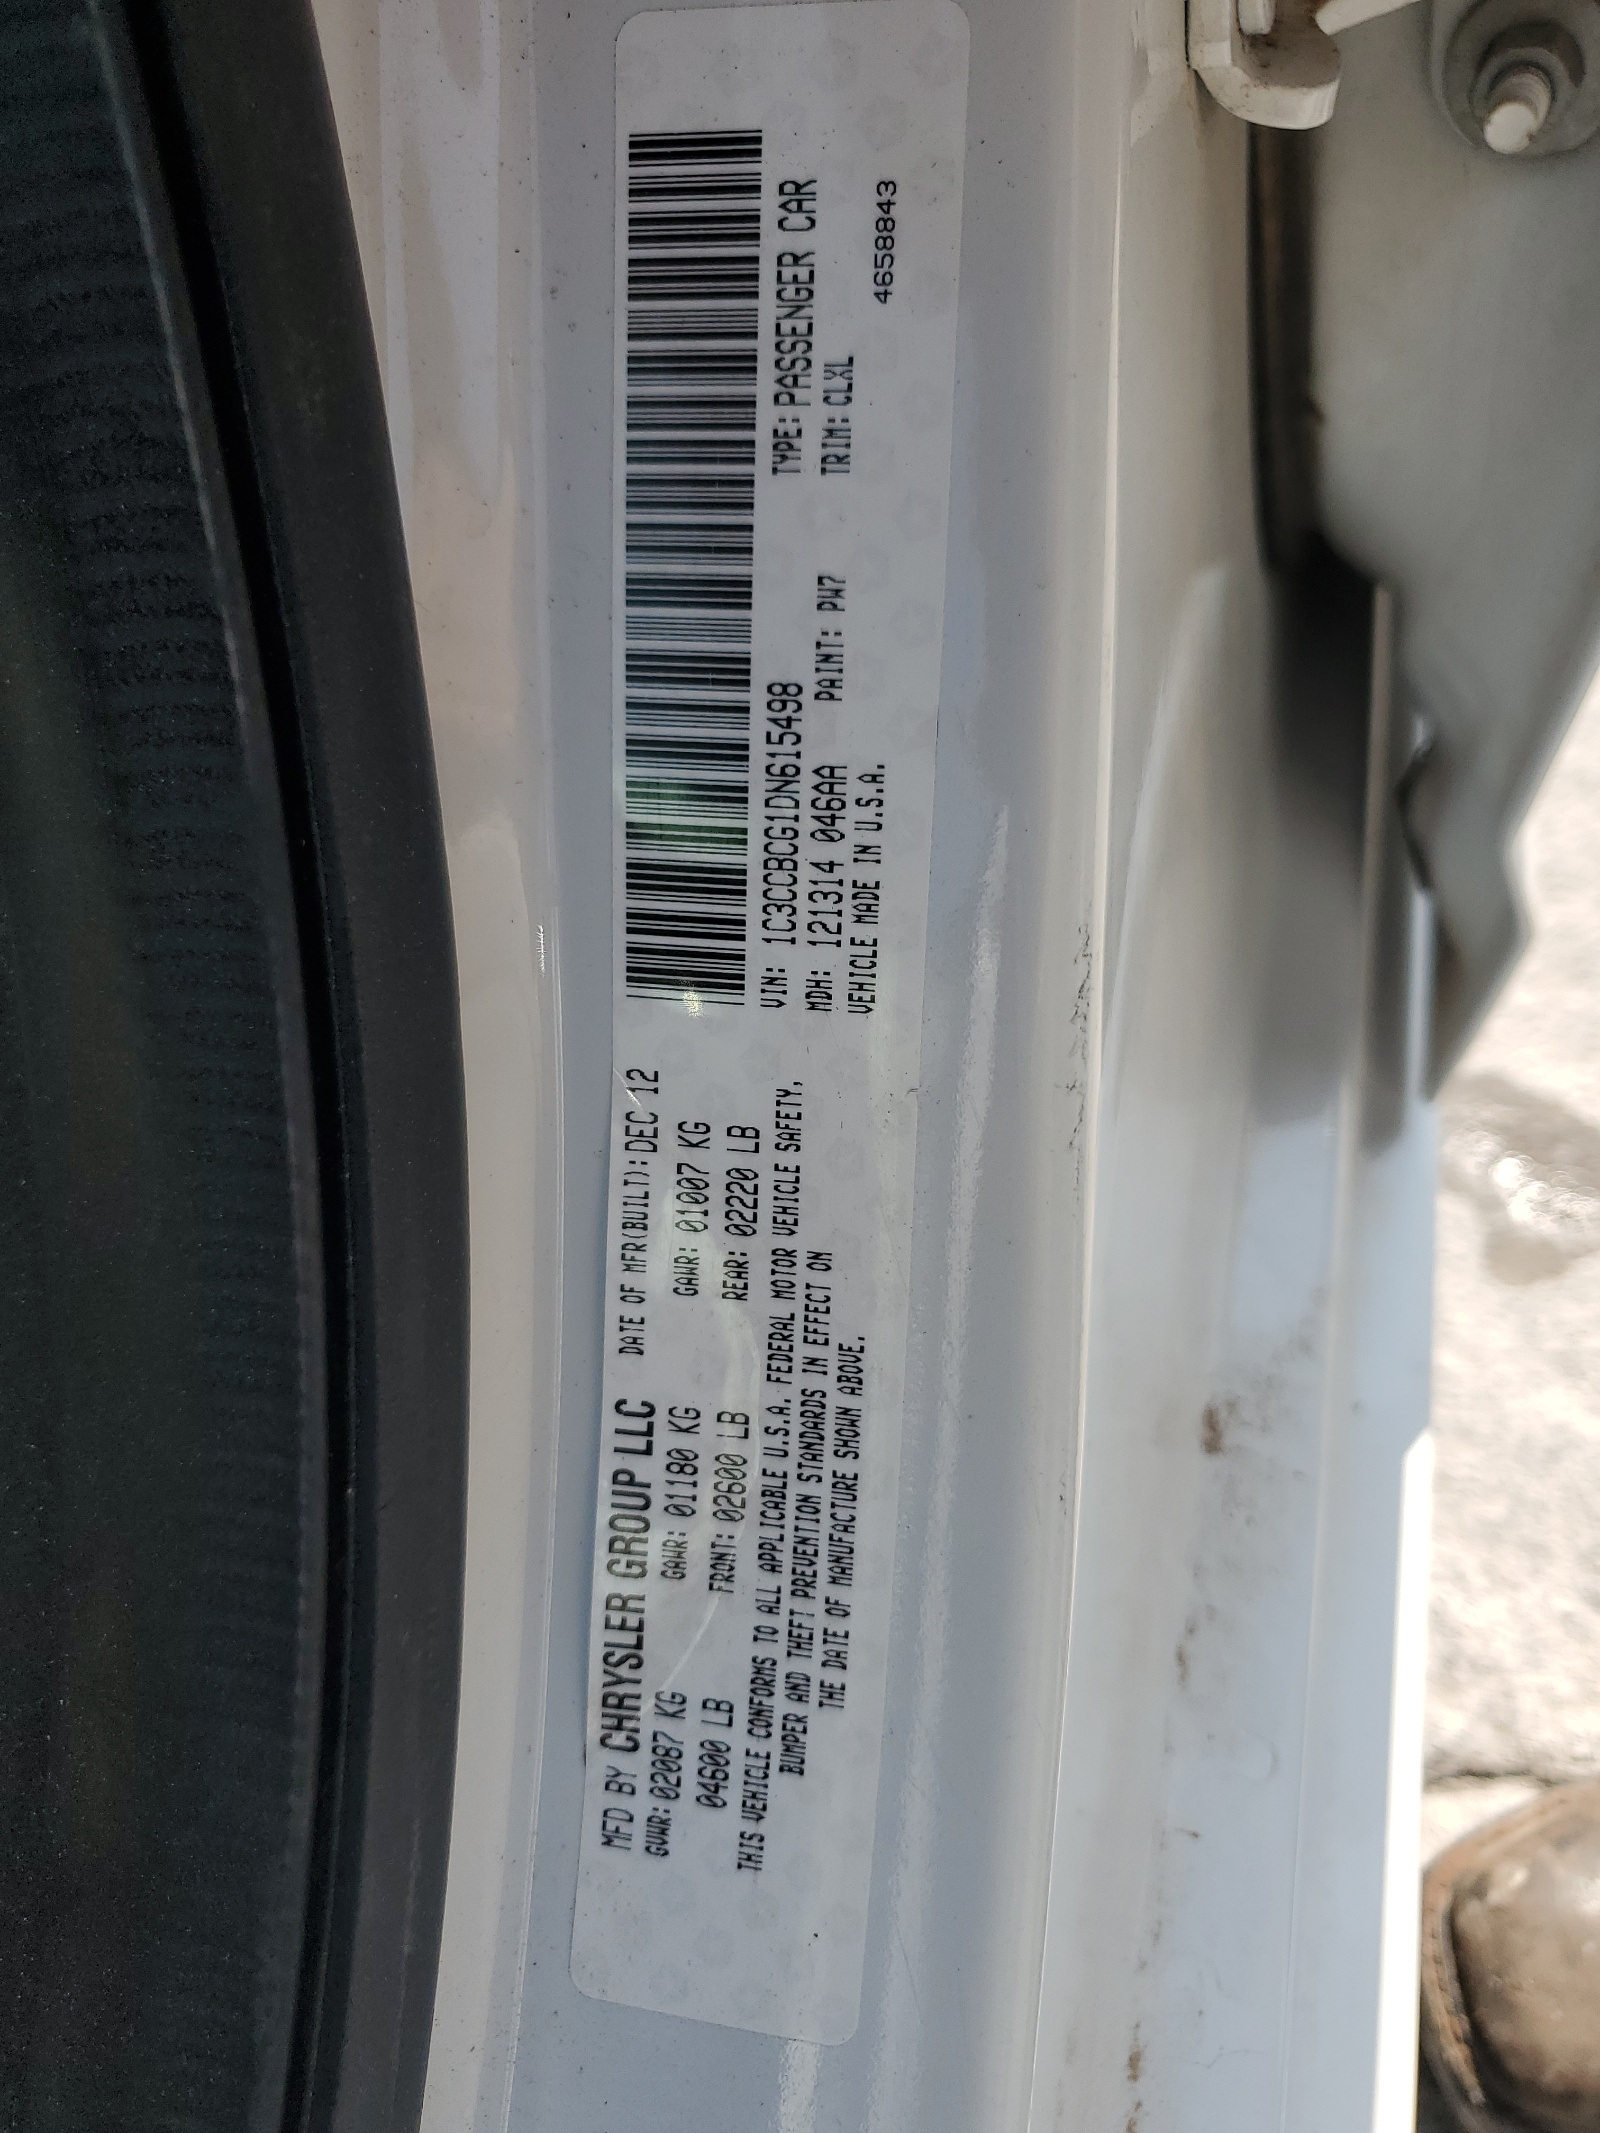 MFD BY CHRYSLER GROUP LLC DATE OF MFR(BUILT): DEC 12
GVWR: 02087 KG GAWR: 01180 KG GAWR: 01007 KG
04600 LB FRONT: 02600 LB REAR: 02220 LB
THIS VEHICLE CONFORMS TO ALL APPLICABLE U.S.A. FEDERAL MOTOR VEHICLE SAFETY,
BUMPER AND THEFT PREVENTION STANDARDS IN EFFECT ON
THE DATE OF MANUFACTURE SHOWN ABOVE.
VIN: 1C3CCBCG1DN615498 TYPE: PASSENGER CAR
MDH: 121314 046AA PAINT: PW7 TRIM: CLXL
VEHICLE MADE IN U.S.A.
4658843